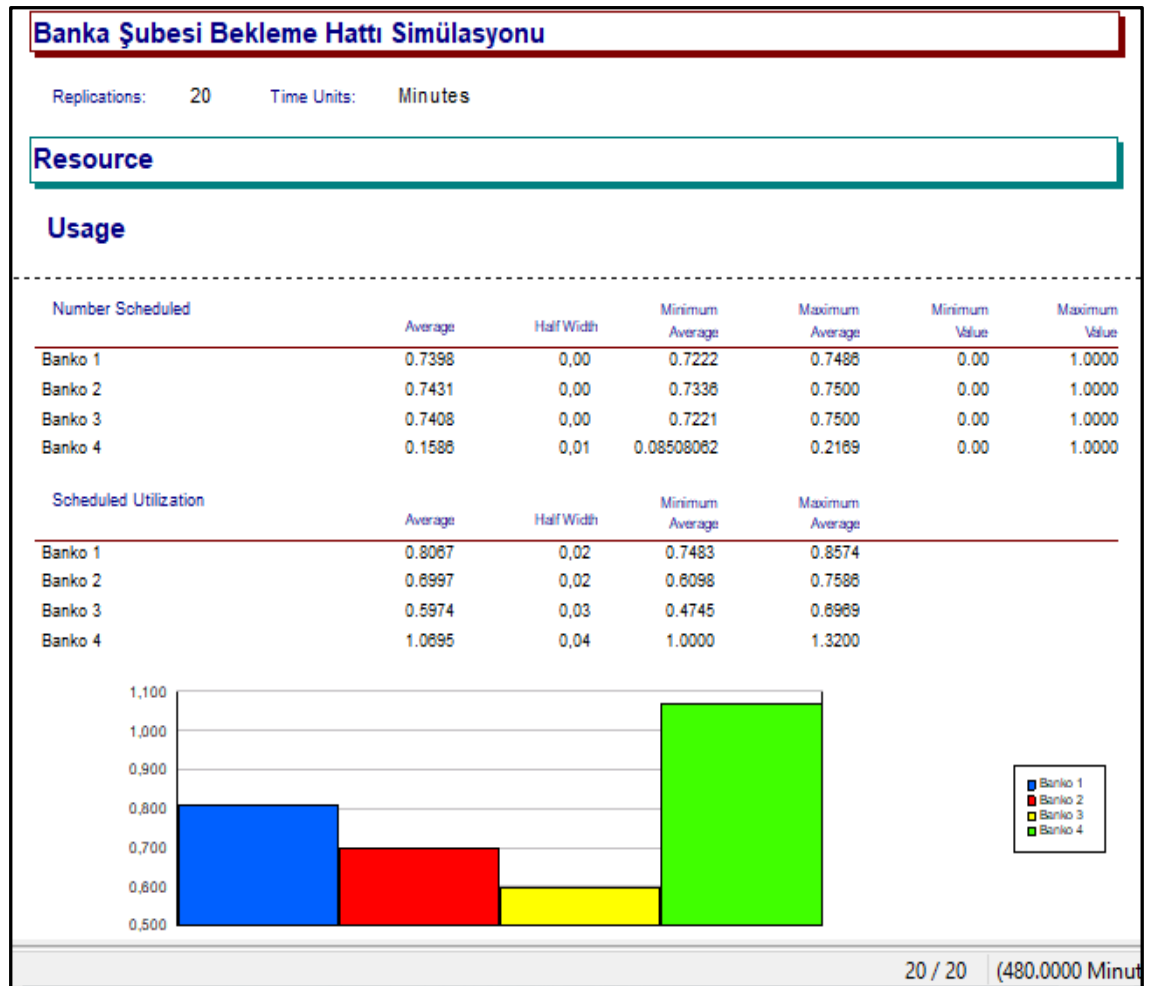 Banka Şubesi Bekleme Hattı Simülasyonu
Replications: 20 Time Units: Minutes
Resource
Usage
Number Scheduled Average Half Width Minimum Average Maximum Average Minimum Value Maximum Value
Banko 1 0.7398 0,00 0.7222 0.7486 0.00 1.0000
Banko 2 0.7431 0,00 0.7336 0.7500 0.00 1.0000
Banko 3 0.7408 0,00 0.7221 0.7500 0.00 1.0000
Banko 4 0.1586 0,01 0.08508062 0.2169 0.00 1.0000
Scheduled Utilization Average Half Width Minimum Average Maximum Average
Banko 1 0.8067 0,02 0.7483 0.8574
Banko 2 0.6997 0,02 0.6098 0.7586
Banko 3 0.5974 0,03 0.4745 0.6969
Banko 4 1.0695 0,04 1.0000 1.3200
1,100
1,000
0,900
0,800
0,700
0,600
0,500
Banko 1
Banko 2
Banko 3
Banko 4
20 / 20 (480.0000 Minut